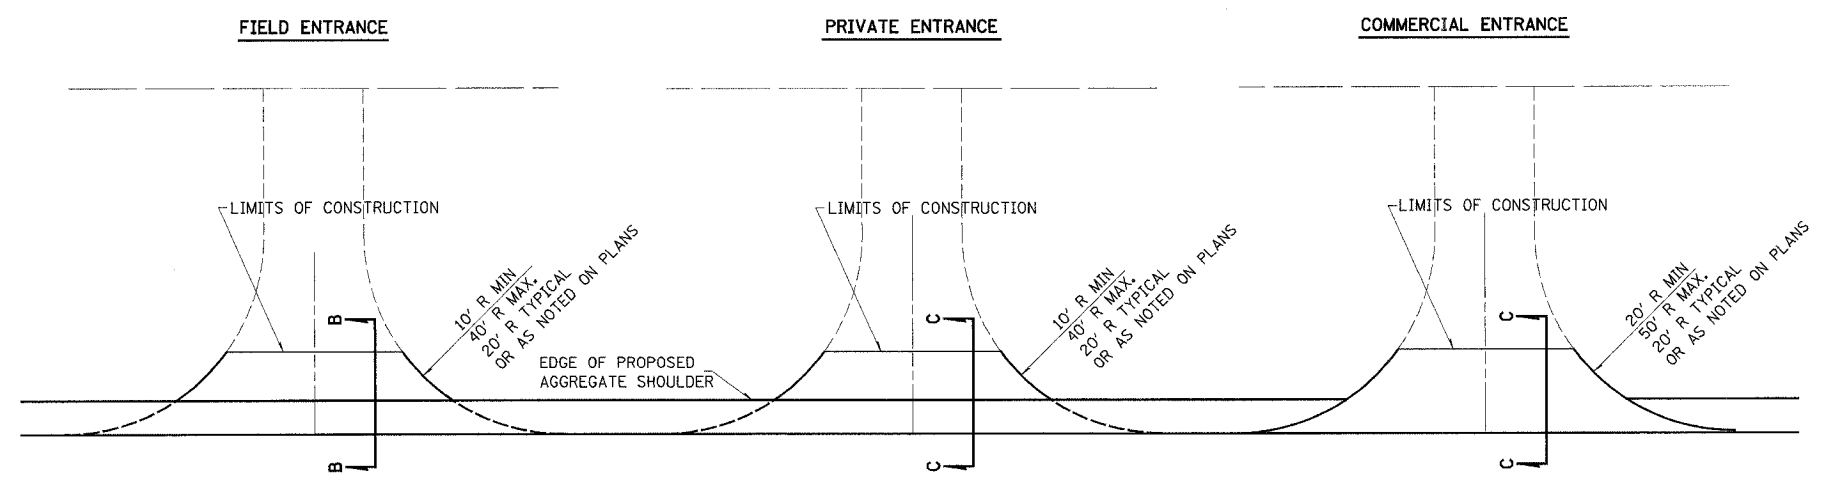 FIELD ENTRANCE
LIMITS OF CONSTRUCTION
10' R MIN
40' R MAX.
20' R TYPICAL
OR AS NOTED ON PLANS
B
B
EDGE OF PROPOSED
AGGREGATE SHOULDER
PRIVATE ENTRANCE
LIMITS OF CONSTRUCTION
10' R MIN
40' R MAX.
20' R TYPICAL
OR AS NOTED ON PLANS
C
C
COMMERCIAL ENTRANCE
LIMITS OF CONSTRUCTION
20' R MIN
50' R MAX.
20' R TYPICAL
OR AS NOTED ON PLANS
C
C